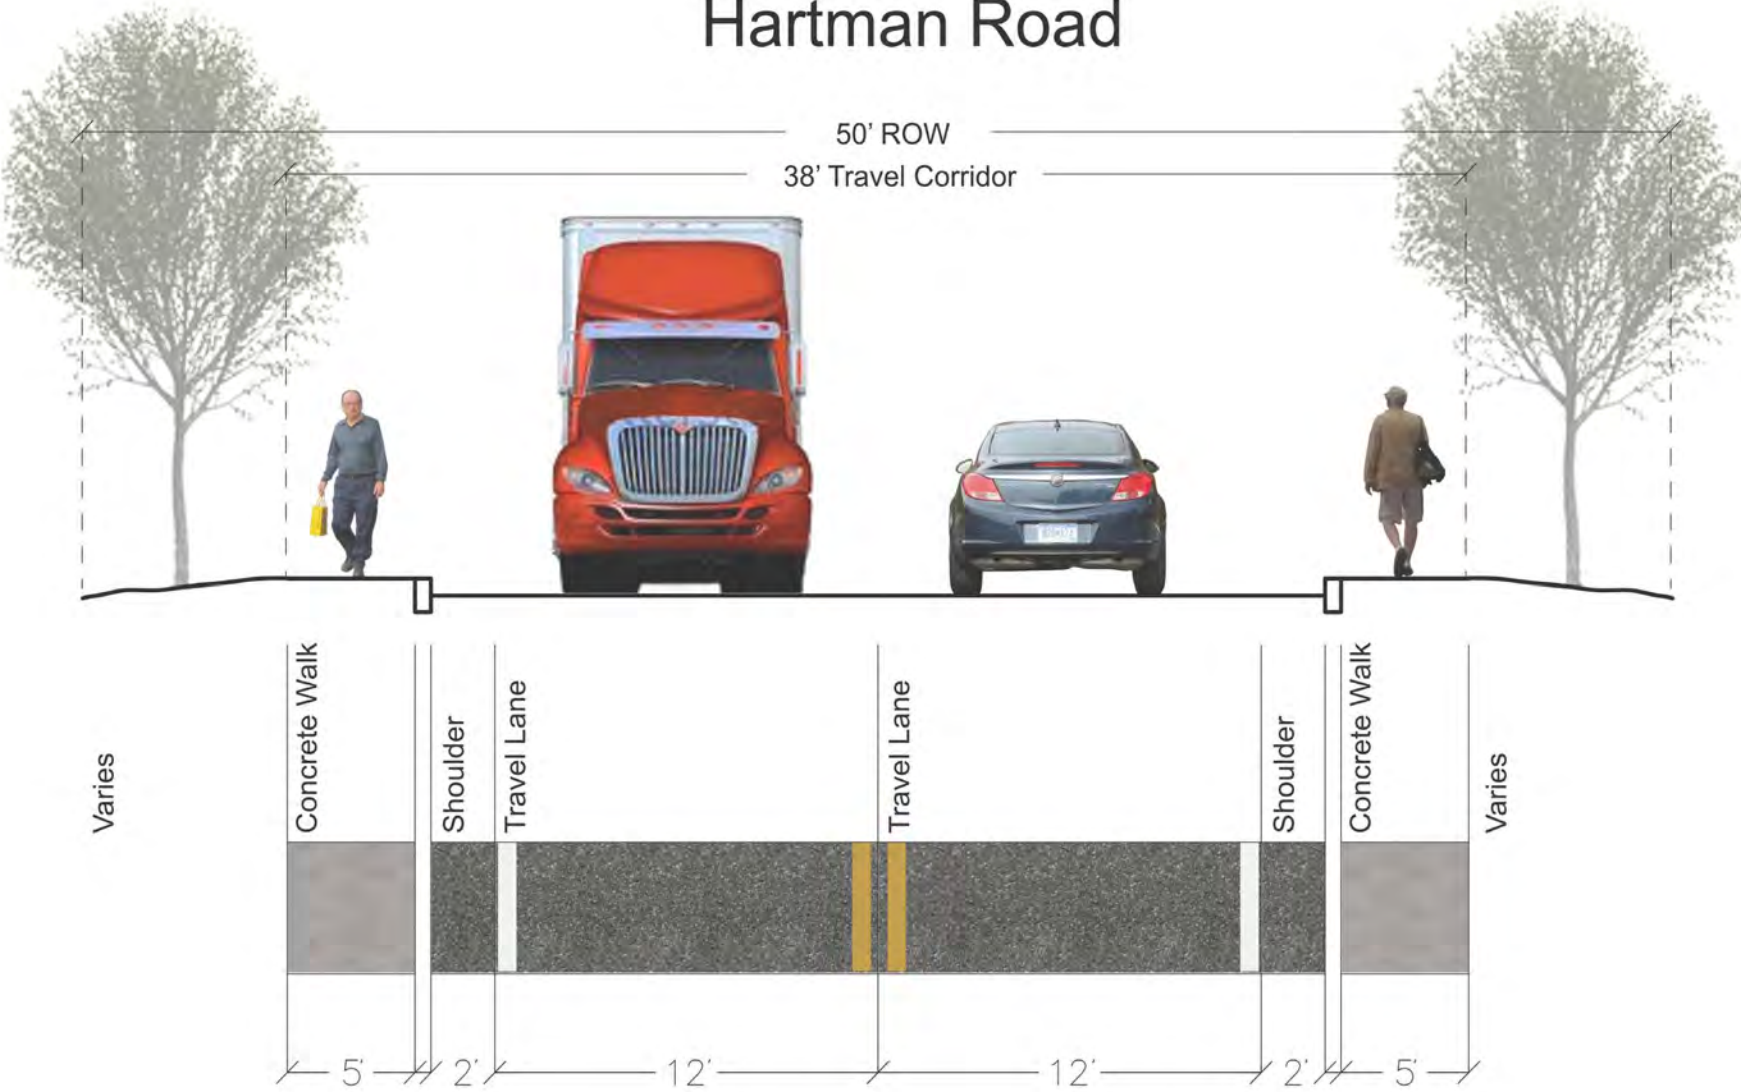 Hartman Road
50’ ROW
38’ Travel Corridor
Varies
Concrete Walk
Shoulder
Travel Lane
Travel Lane
Shoulder
Concrete Walk
Varies
5'
2'
12'
12'
2'
5'